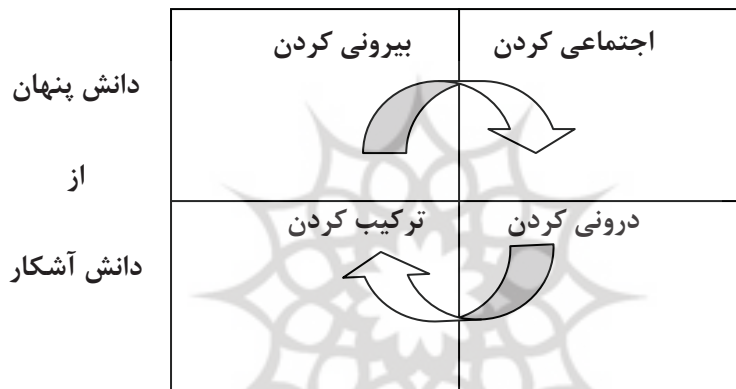 اجتماعی کردن
بیرونی کردن
دانش پنهان
از
درونی کردن
ترکیب کردن
دانش آشکار